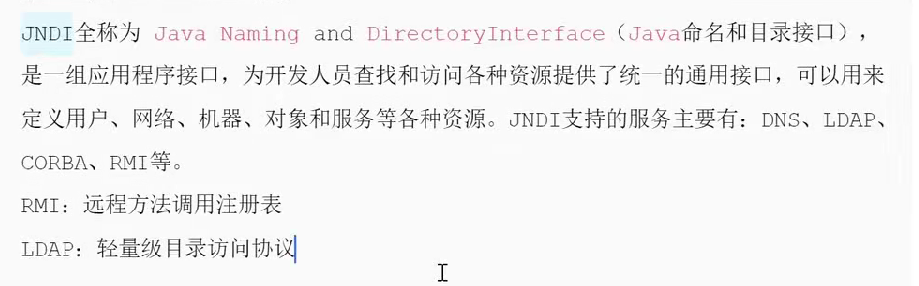 JNDI全称为 Java Naming and DirectoryInterface（Java命名和目录接口），
是一组应用程序接口，为开发人员查找和访问各种资源提供了统一的通用接口，可以用来
定义用户、网络、机器、对象和服务等各种资源。JNDI支持的服务主要有：DNS、LDAP、
CORBA、RMI等。
RMI：远程方法调用注册表
LDAP：轻量级目录访问协议